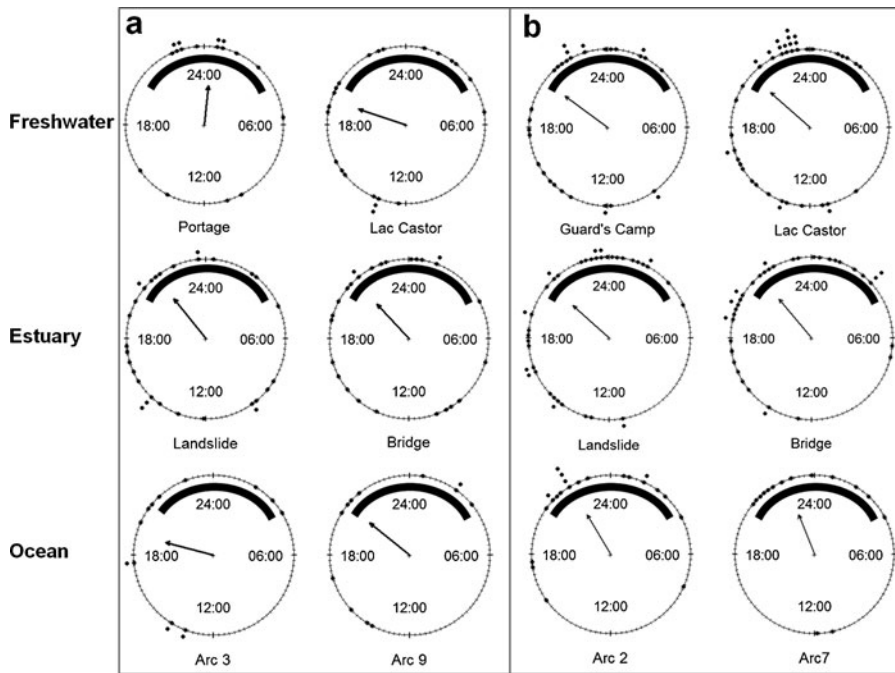 a b
24:00 24:00 24:00 24:00
Freshwater 18:00 06:00 18:00 06:00 18:00 06:00 18:00 06:00
12:00 12:00 12:00 12:00
Portage Lac Castor Guard's Camp Lac Castor
24:00 24:00 24:00 24:00
Estuary 18:00 06:00 18:00 06:00 18:00 06:00 18:00 06:00
12:00 12:00 12:00 12:00
Landslide Bridge Landslide Bridge
24:00 24:00 24:00 24:00
Ocean 18:00 06:00 18:00 06:00 18:00 06:00 18:00 06:00
12:00 12:00 12:00 12:00
Arc 3 Arc 9 Arc 2 Arc7